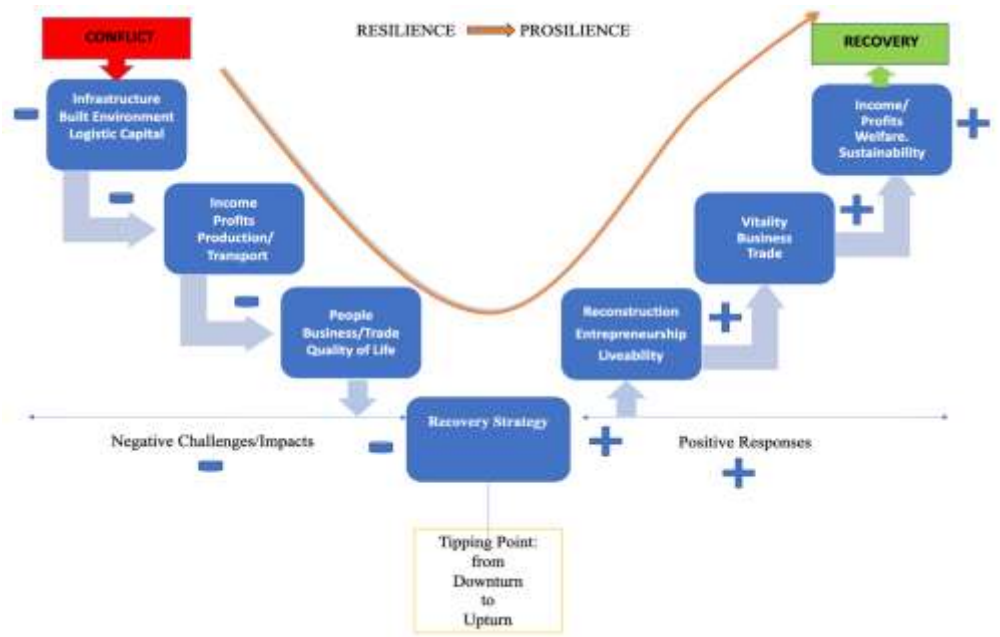 CONFLICT
RESILIENCE
PROSILIENCE
RECOVERY
Infrastructure
Built Environment
Logistic Capital
Income/
Profits
Welfare.
Sustainability
Income
Profits
Production/
Transport
Vitality
Business
Trade
People
Business/Trade
Quality of Life
Reconstruction
Entrepreneurship
Liveability
Recovery Strategy
Negative Challenges/Impacts
Positive Responses
Tipping Point:
from
Downturn
to
Upturn